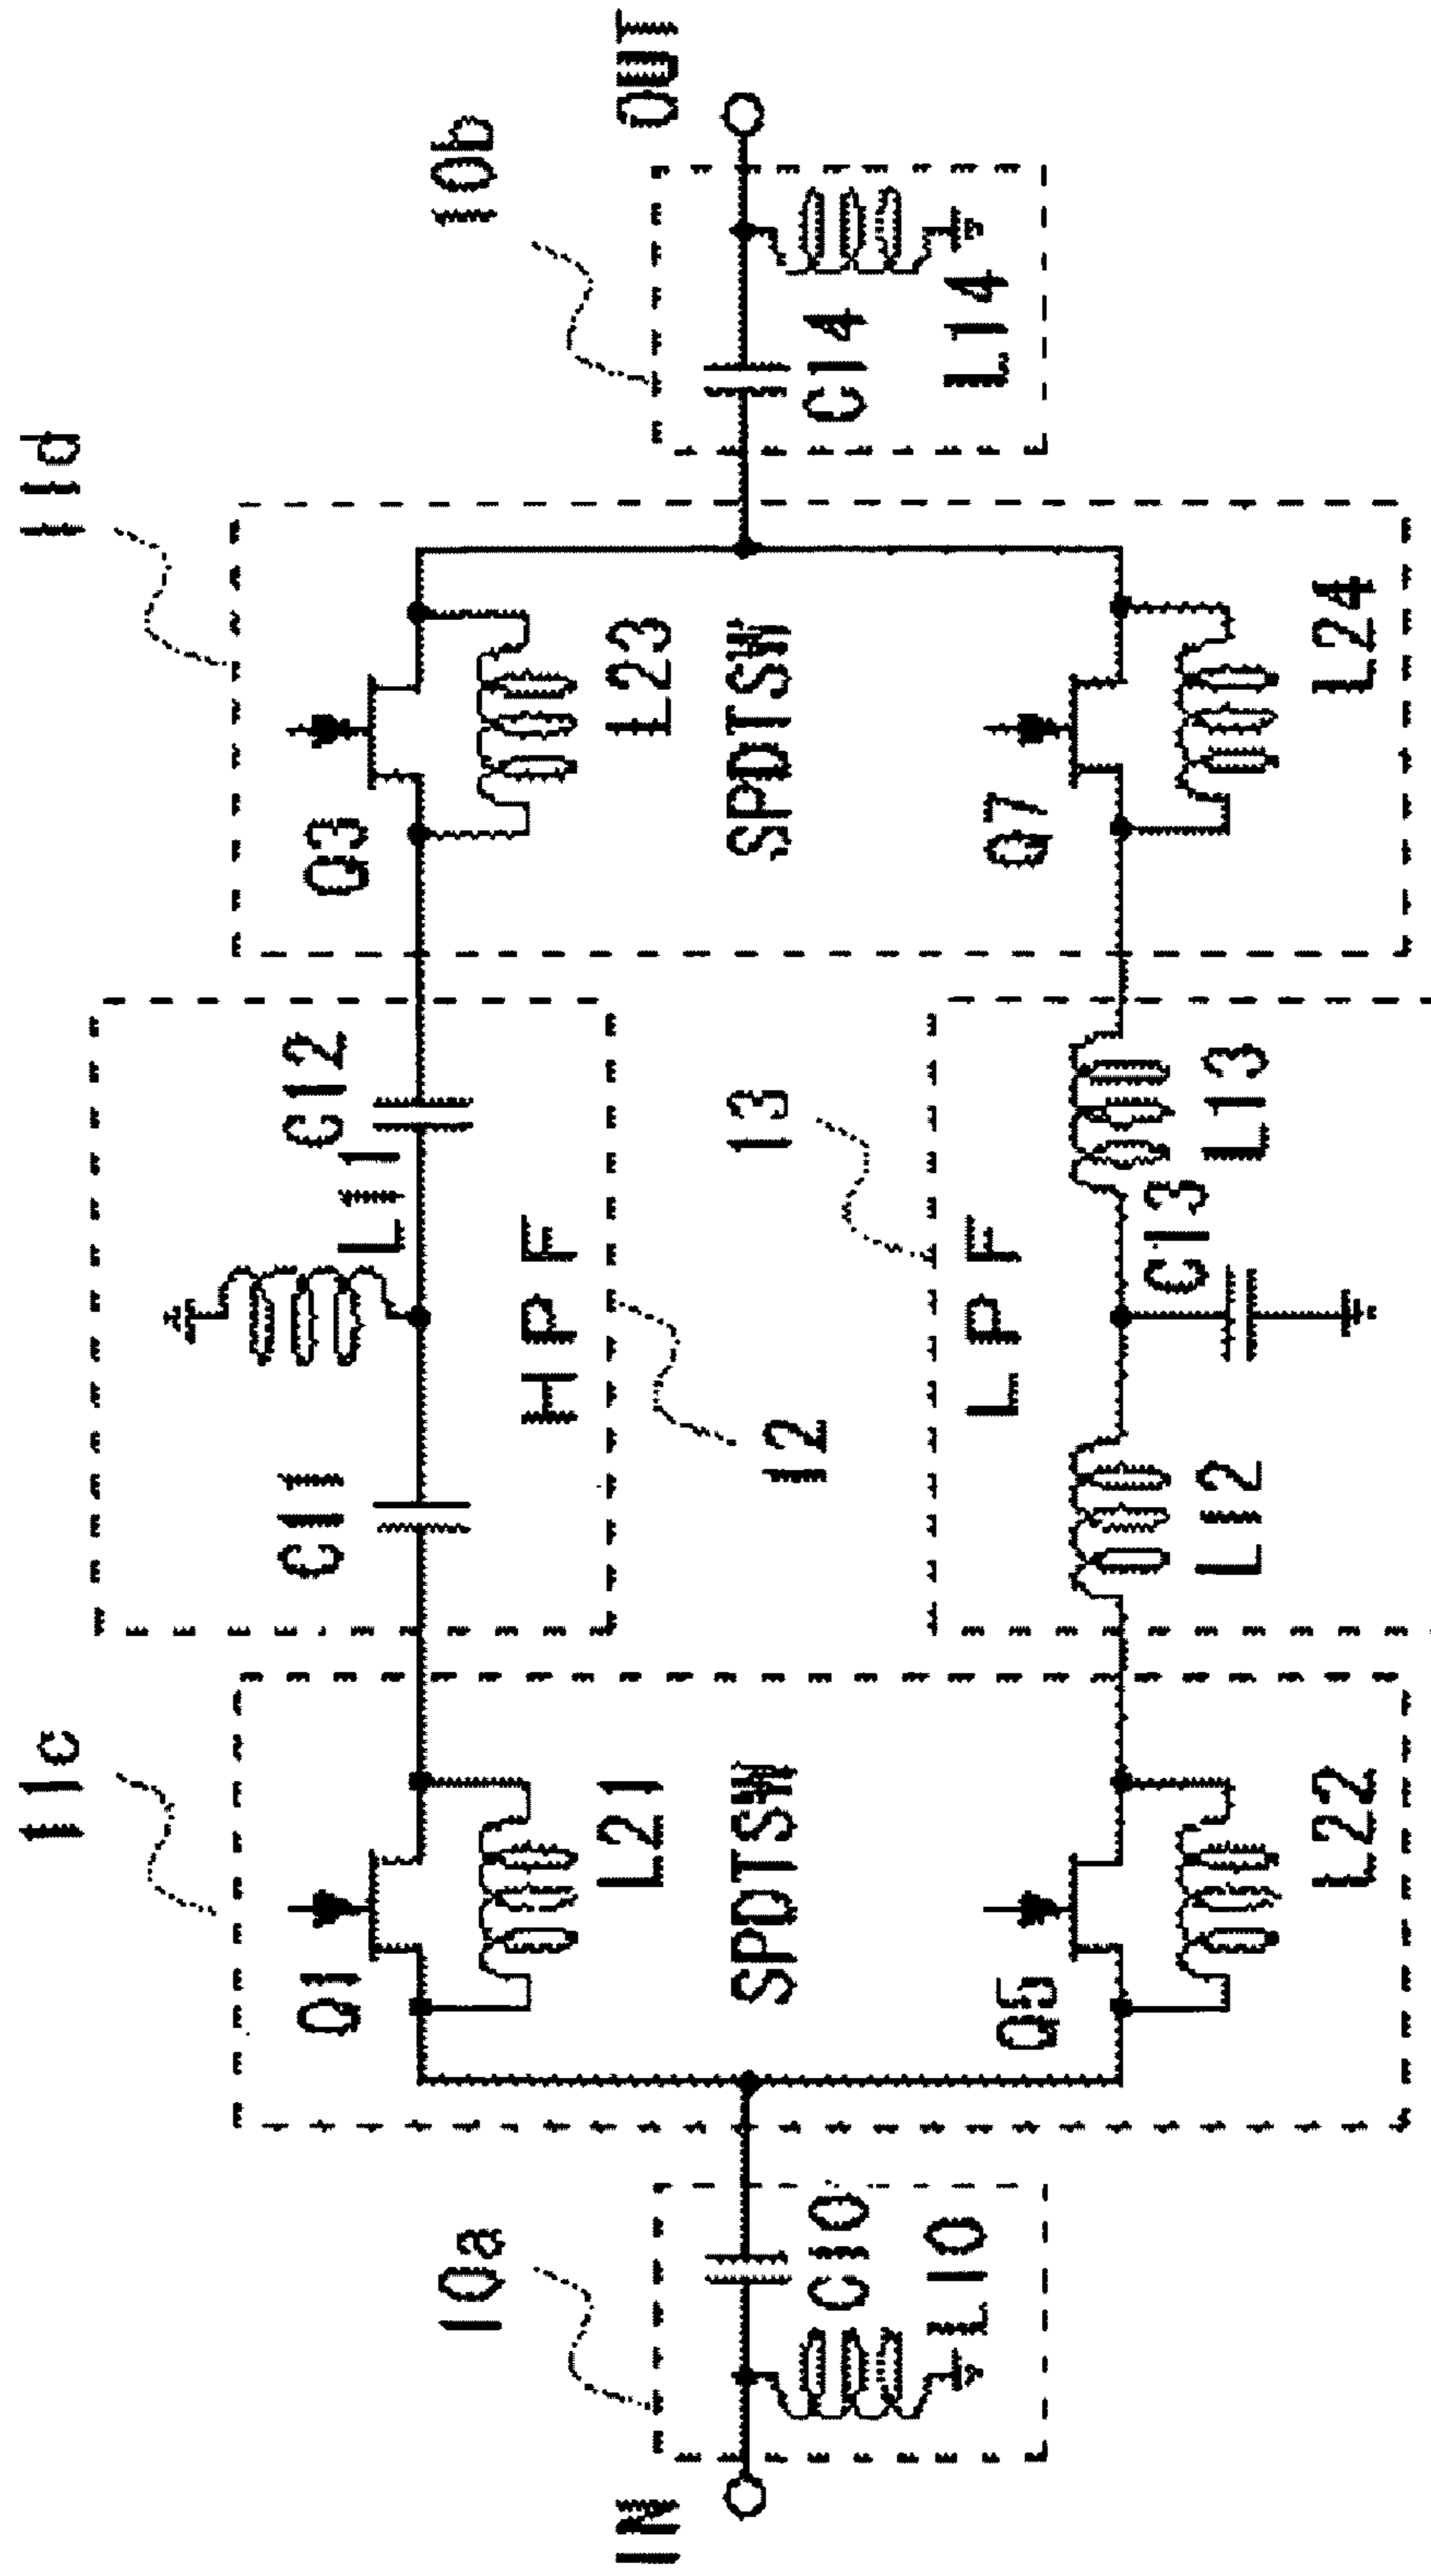 11c
11d
Q1
C11
L11
C12
Q3
L21
HPF
L23
10a
12
13
10b
IN
C10
L10
SPDTSW
SPDTSW
C14
L14
OUT
LPF
Q5
Q7
L22
L12
C13
L13
L24